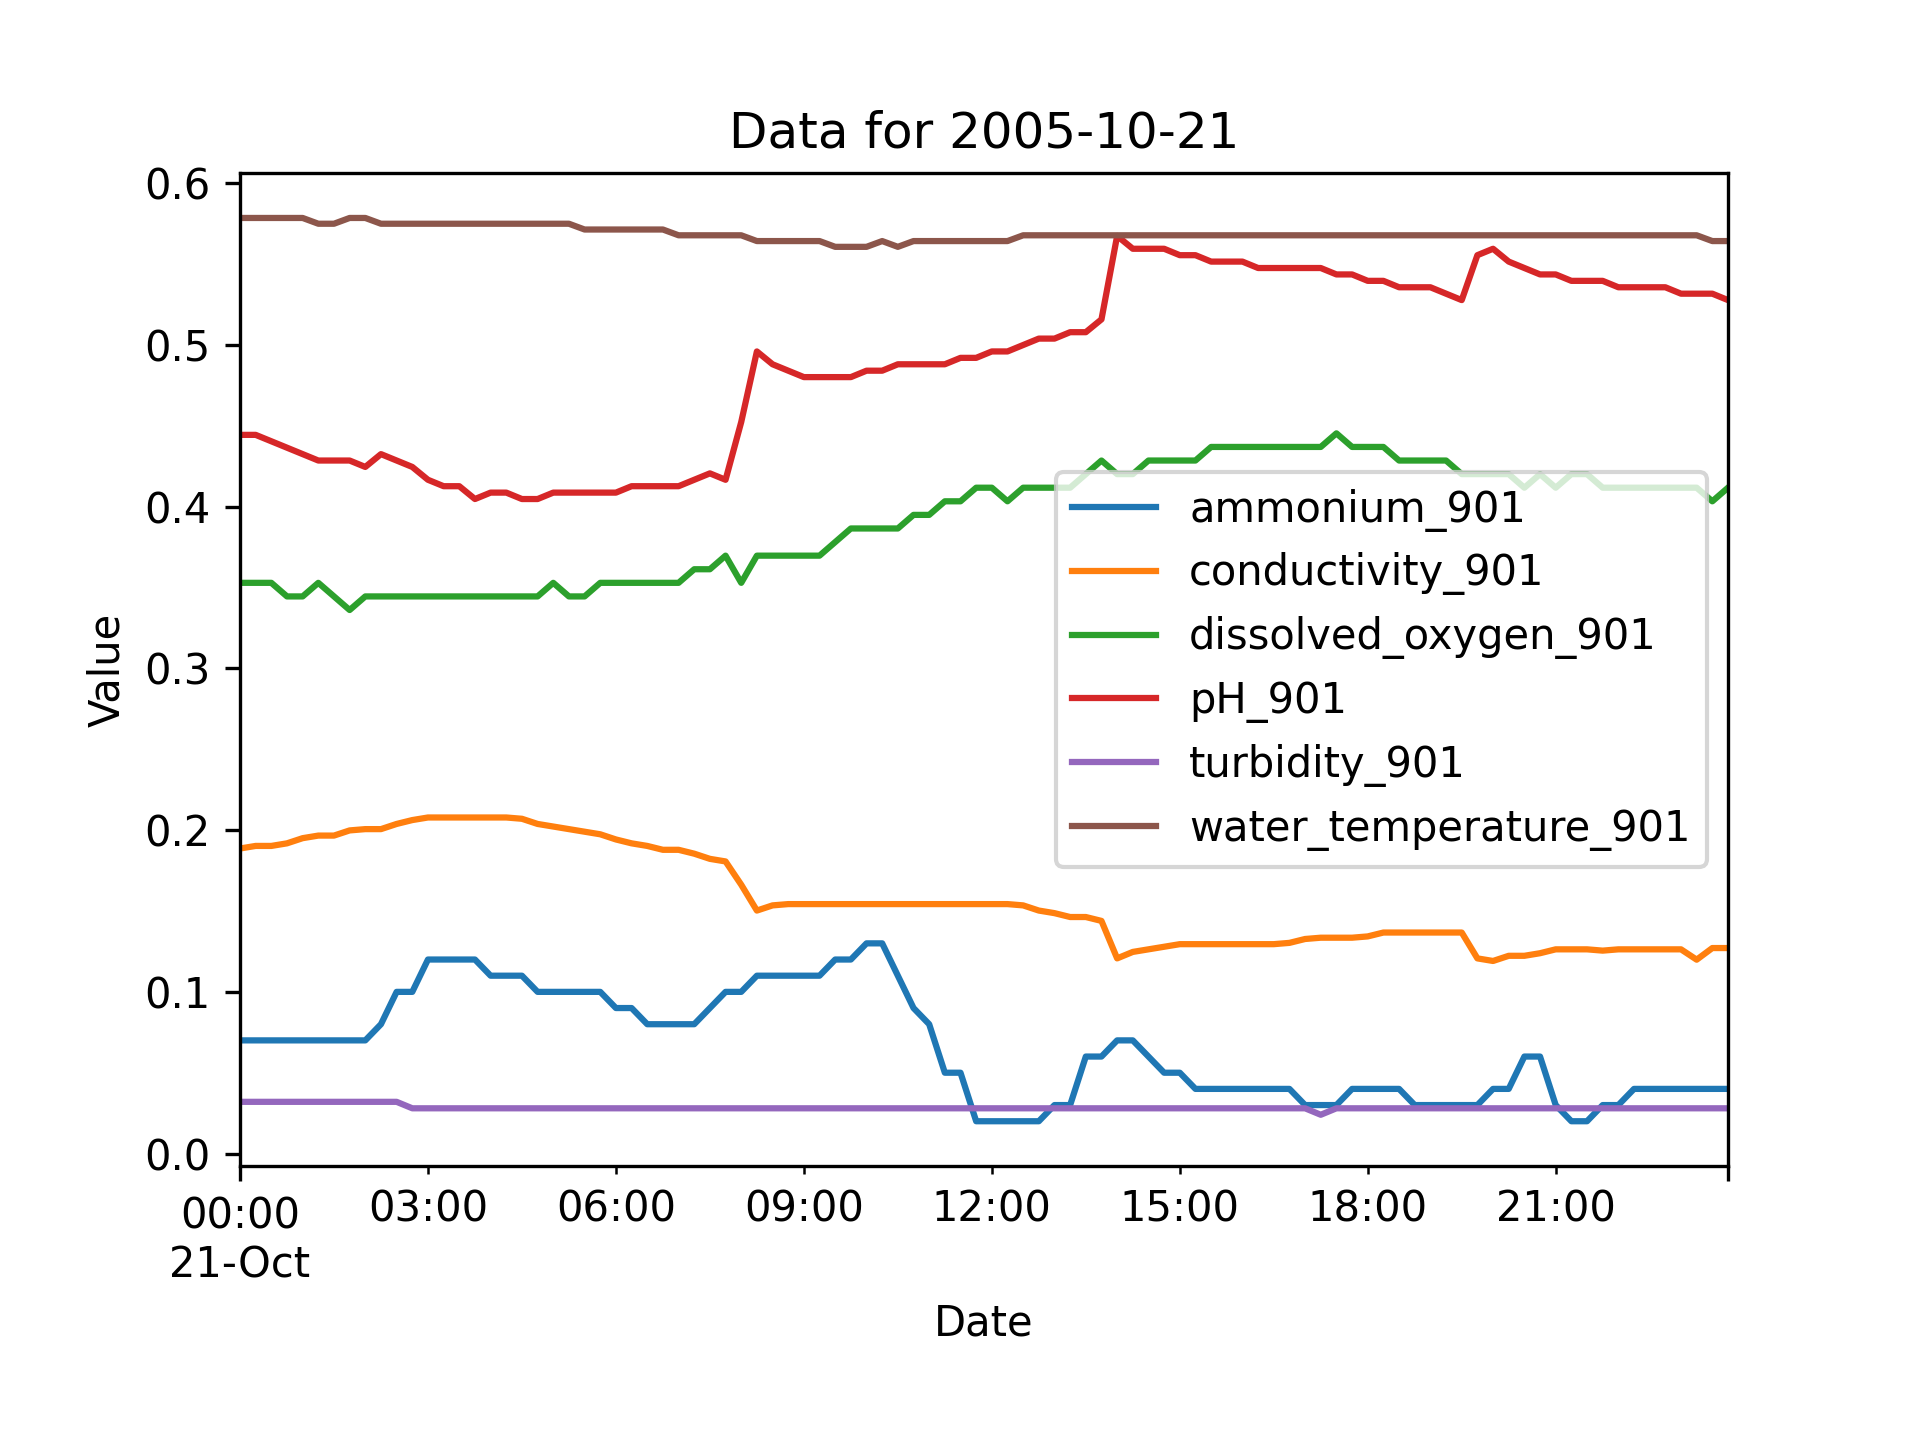 Data for 2005-10-21
0.6
0.5
0.4
0.3
0.2
0.1
0.0
Value
ammonium_901
conductivity_901
dissolved_oxygen_901
pH_901
turbidity_901
water_temperature_901
00:00 03:00 06:00 09:00 12:00 15:00 18:00 21:00
21-Oct
Date